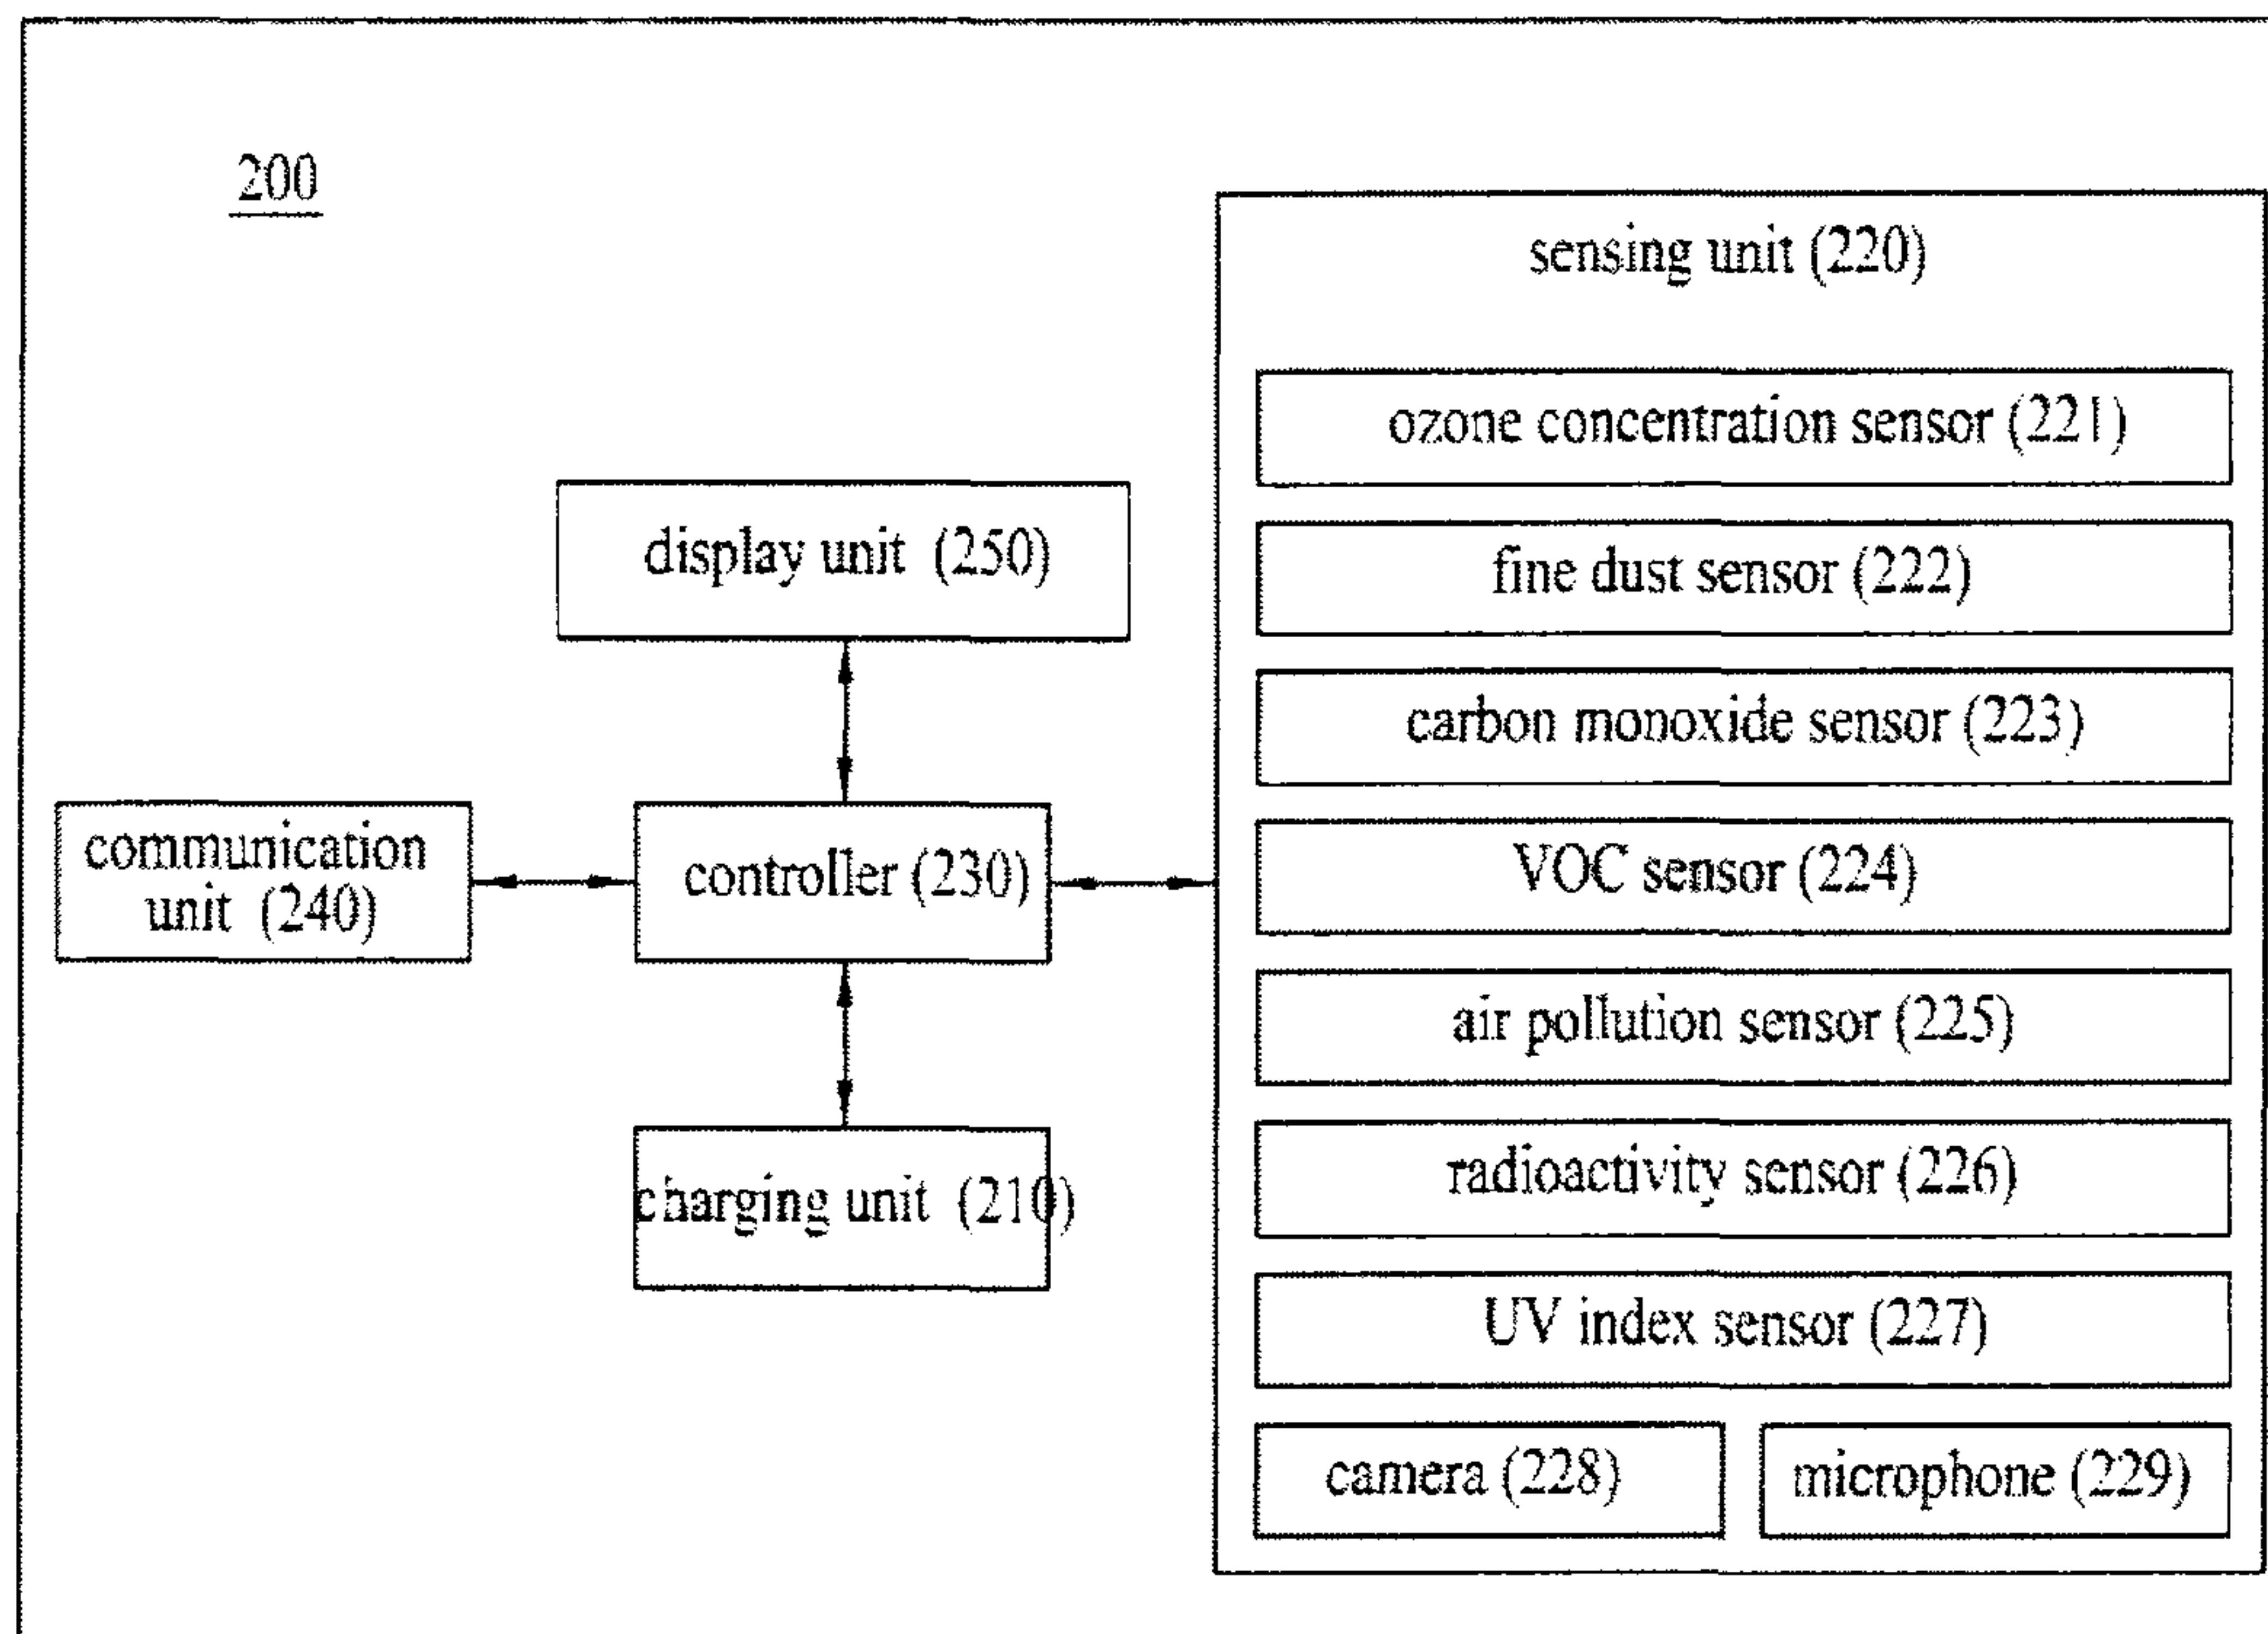 200
sensing unit (220)
ozone concentration sensor (221)
display unit (250)
fine dust sensor (222)
carbon monoxide sensor (223)
communication
unit (240)
controller (230)
VOC sensor (224)
air pollution sensor (225)
charging unit (210)
radioactivity sensor (226)
UV index sensor (227)
camera (228)
microphone (229)